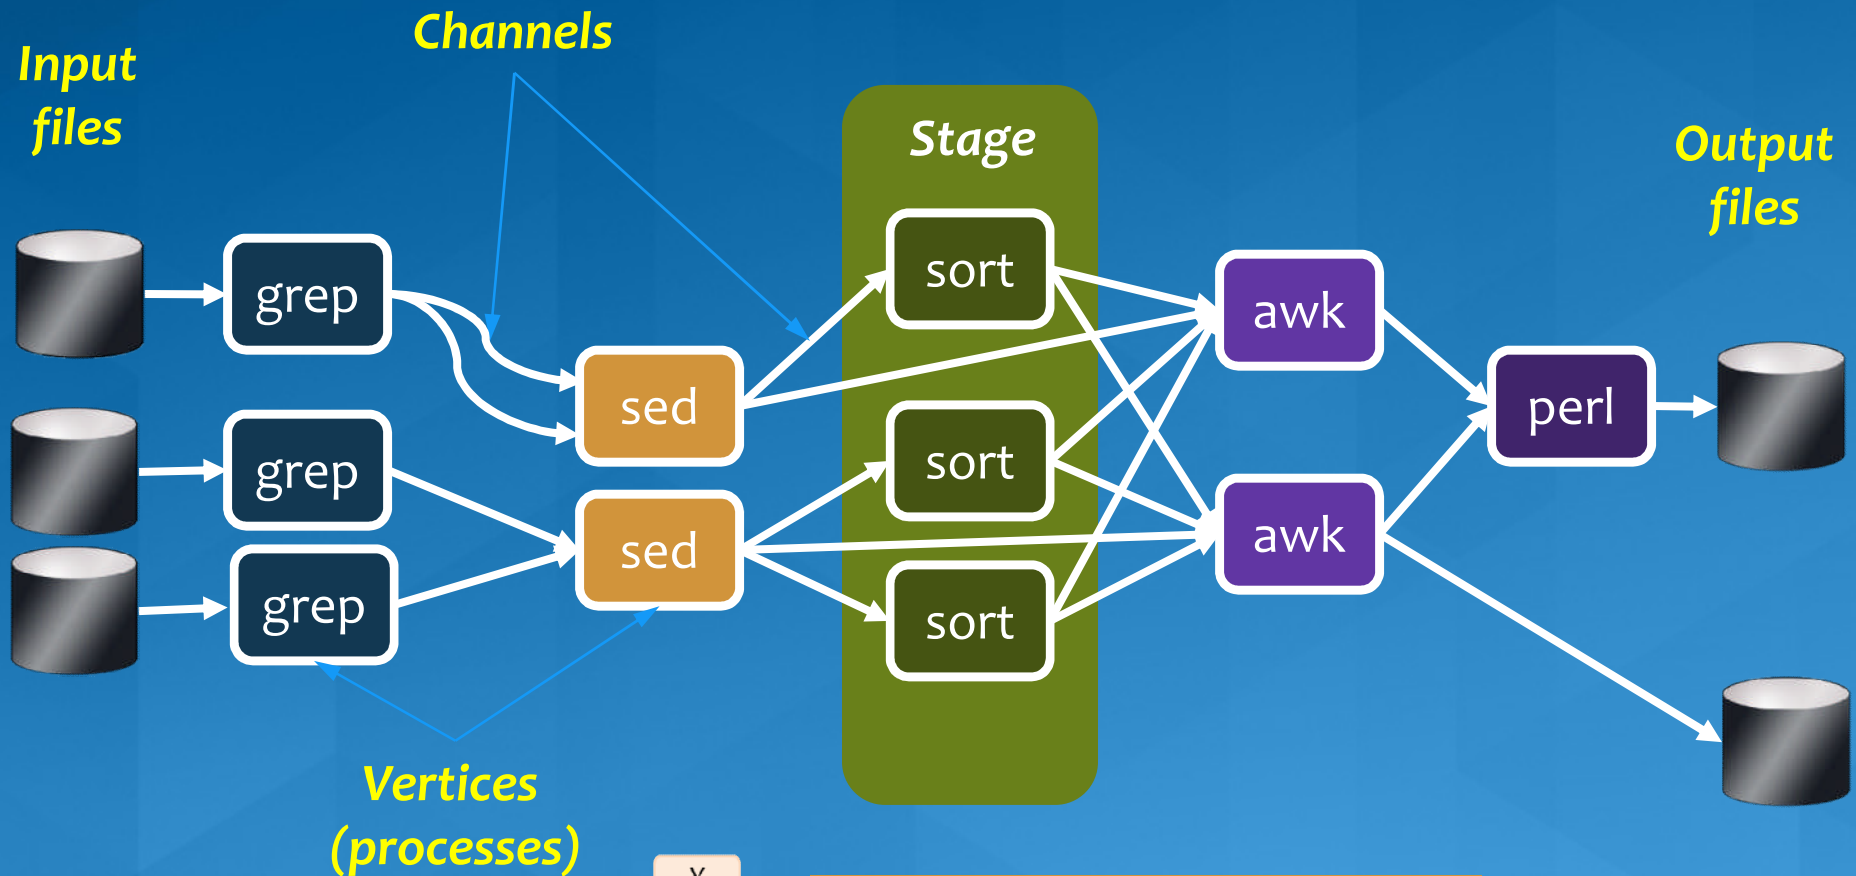 Channels
Input
files
Stage
Output
files
sort
grep
awk
sed
perl
sort
grep
awk
sed
sort
grep
Vertices
(processes)
Y